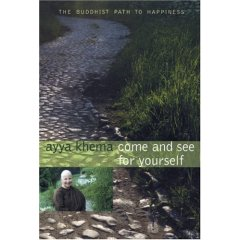 THE BUDDHIST PATH TO HAPPINESS
ayya khema come and see
for yourself